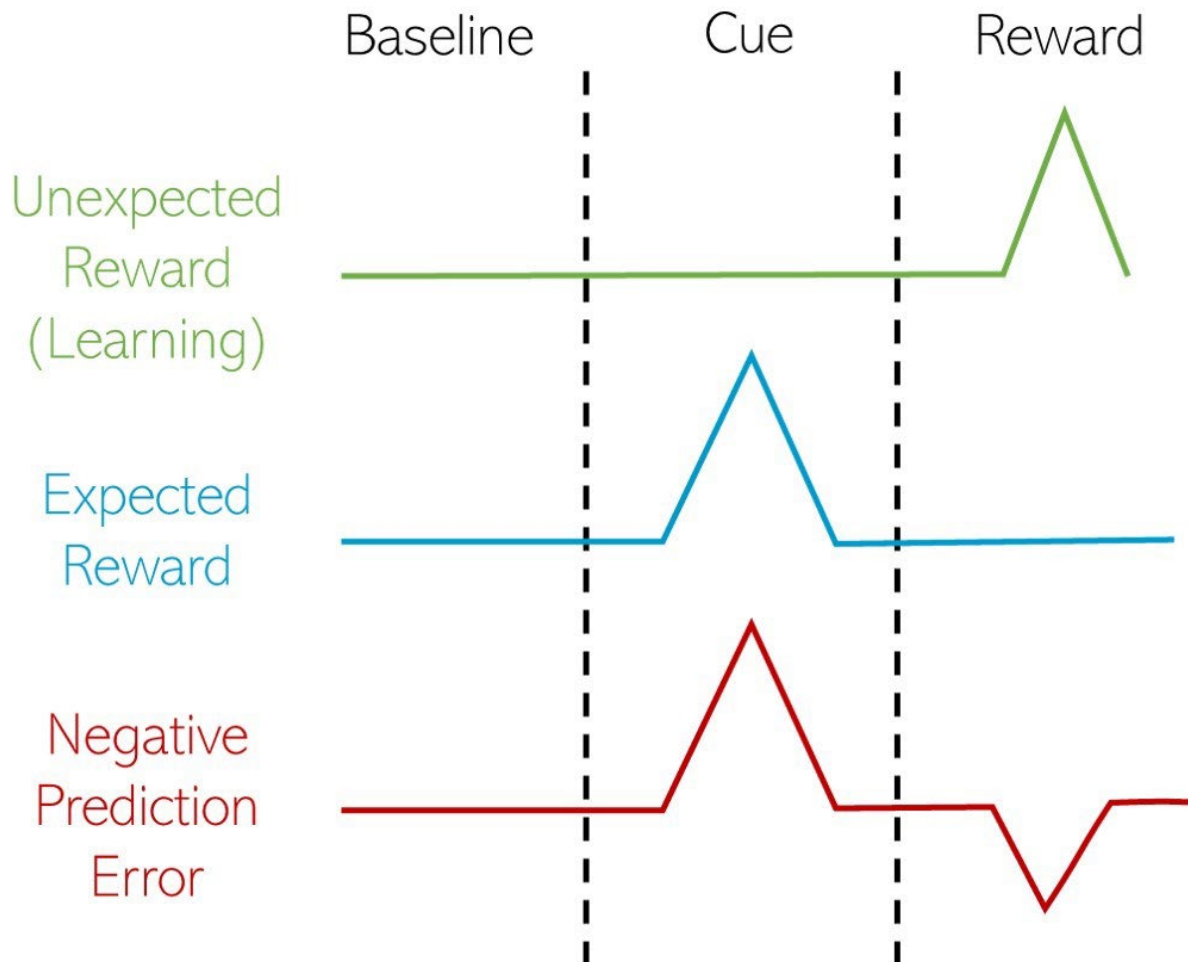 Baseline
Cue
Reward
Unexpected
Reward
(Learning)
Expected
Reward
Negative
Prediction
Error